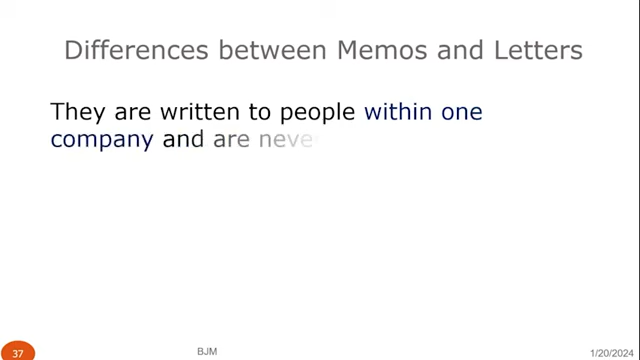 Differences between Memos and Letters
They are written to people within one
company and are never
37
BJM
1/20/2024